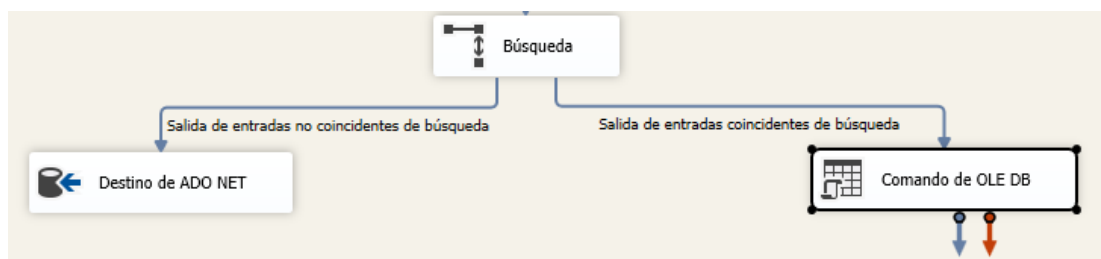 Búsqueda
Salida de entradas no coincidentes de búsqueda
Salida de entradas coincidentes de búsqueda
Destino de ADO NET
Comando de OLE DB